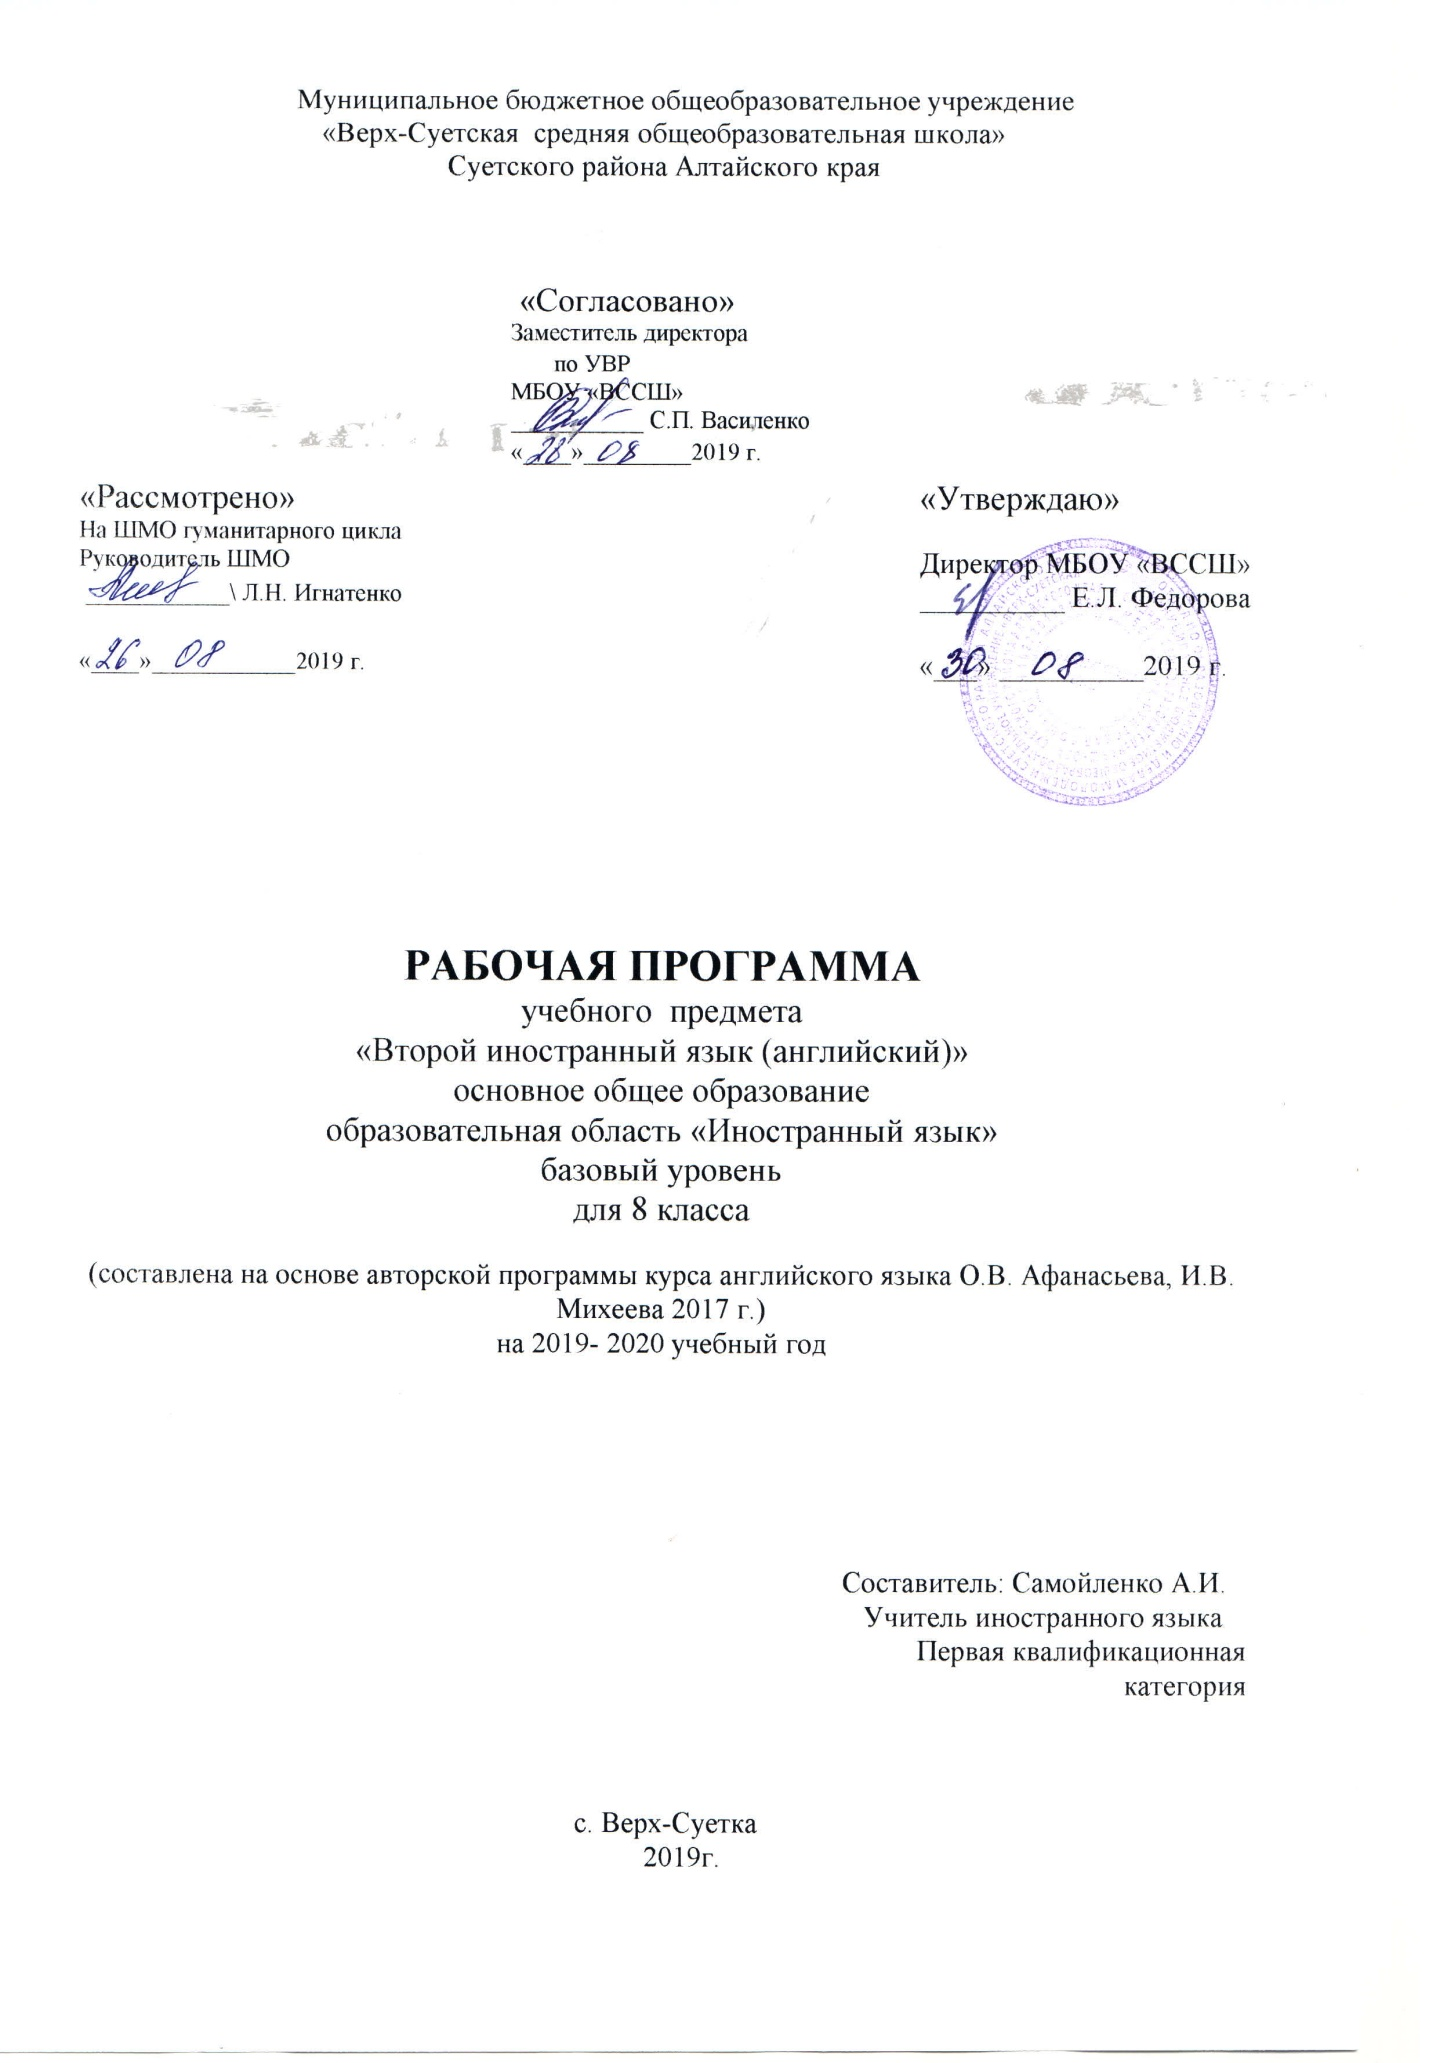 Муниципальное бюджетное общеобразовательное учреждение
«Верх-Суетская средняя общеобразовательная школа»
Суетского района Алтайского края
«Согласовано»
Заместитель директора
по УВР
МБОУ «ВССШ»
__________ С.П. Василенко
«28» 08 2019 г.
«Рассмотрено»
На ШМО гуманитарного цикла
Руководитель ШМО
___________\ Л.Н. Игнатенко
«26» 08 2019 г.
«Утверждаю»
Директор МБОУ «ВССШ»
__________ Е.Л. Федорова
«30» 08 2019 г.
РАБОЧАЯ ПРОГРАММА
учебного предмета
«Второй иностранный язык (английский)»
основное общее образование
образовательная область «Иностранный язык»
базовый уровень
для 8 класса
(составлена на основе авторской программы курса английского языка О.В. Афанасьева, И.В.
Михеева 2017 г.)
на 2019- 2020 учебный год
Составитель: Самойленко А.И.
Учитель иностранного языка
Первая квалификационная
категория
с. Верх-Суетка
2019г.